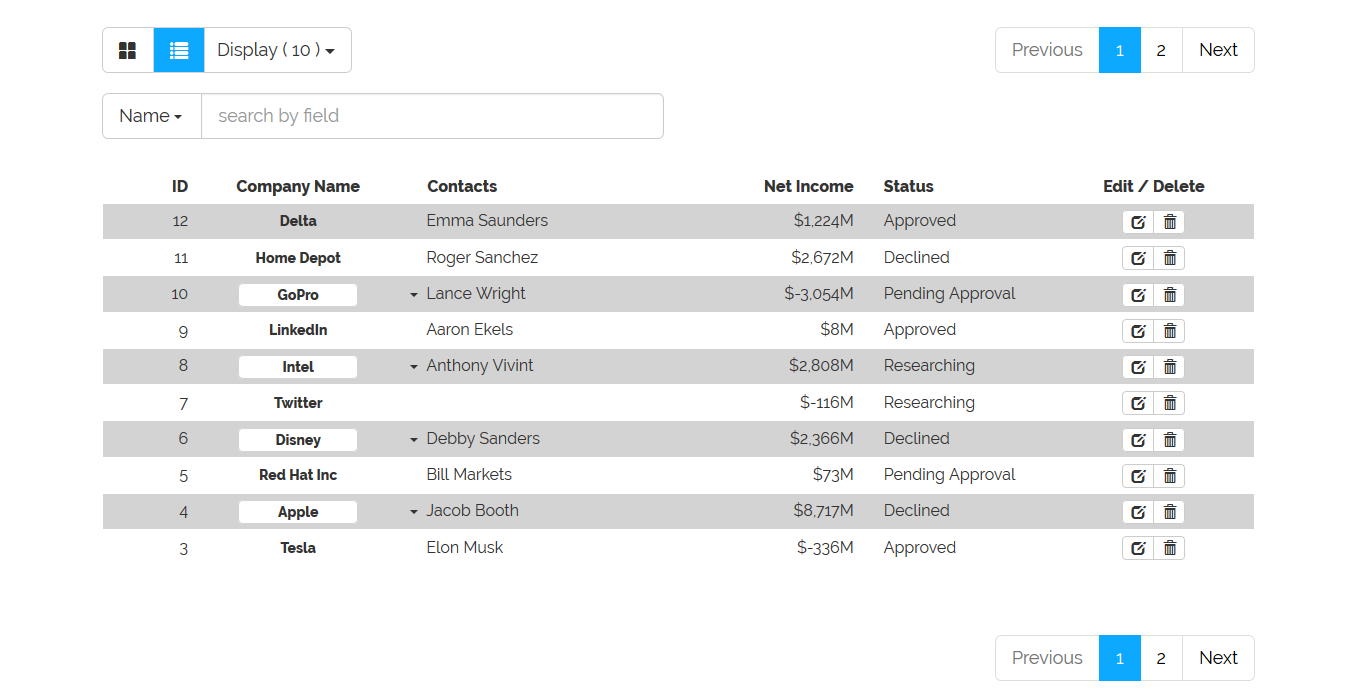 Display ( 10 ) Previous 1 2 Next
Name search by field
ID Company Name Contacts Net Income Status Edit / Delete
12 Delta Emma Saunders $1,224M Approved
11 Home Depot Roger Sanchez $2,672M Declined
10 GoPro Lance Wright $-3,054M Pending Approval
9 LinkedIn Aaron Ekels $8M Approved
8 Intel Anthony Vivint $2,808M Researching
7 Twitter $-116M Researching
6 Disney Debby Sanders $2,366M Declined
5 Red Hat Inc Bill Markets $73M Pending Approval
4 Apple Jacob Booth $8,717M Declined
3 Tesla Elon Musk $-336M Approved
Previous 1 2 Next